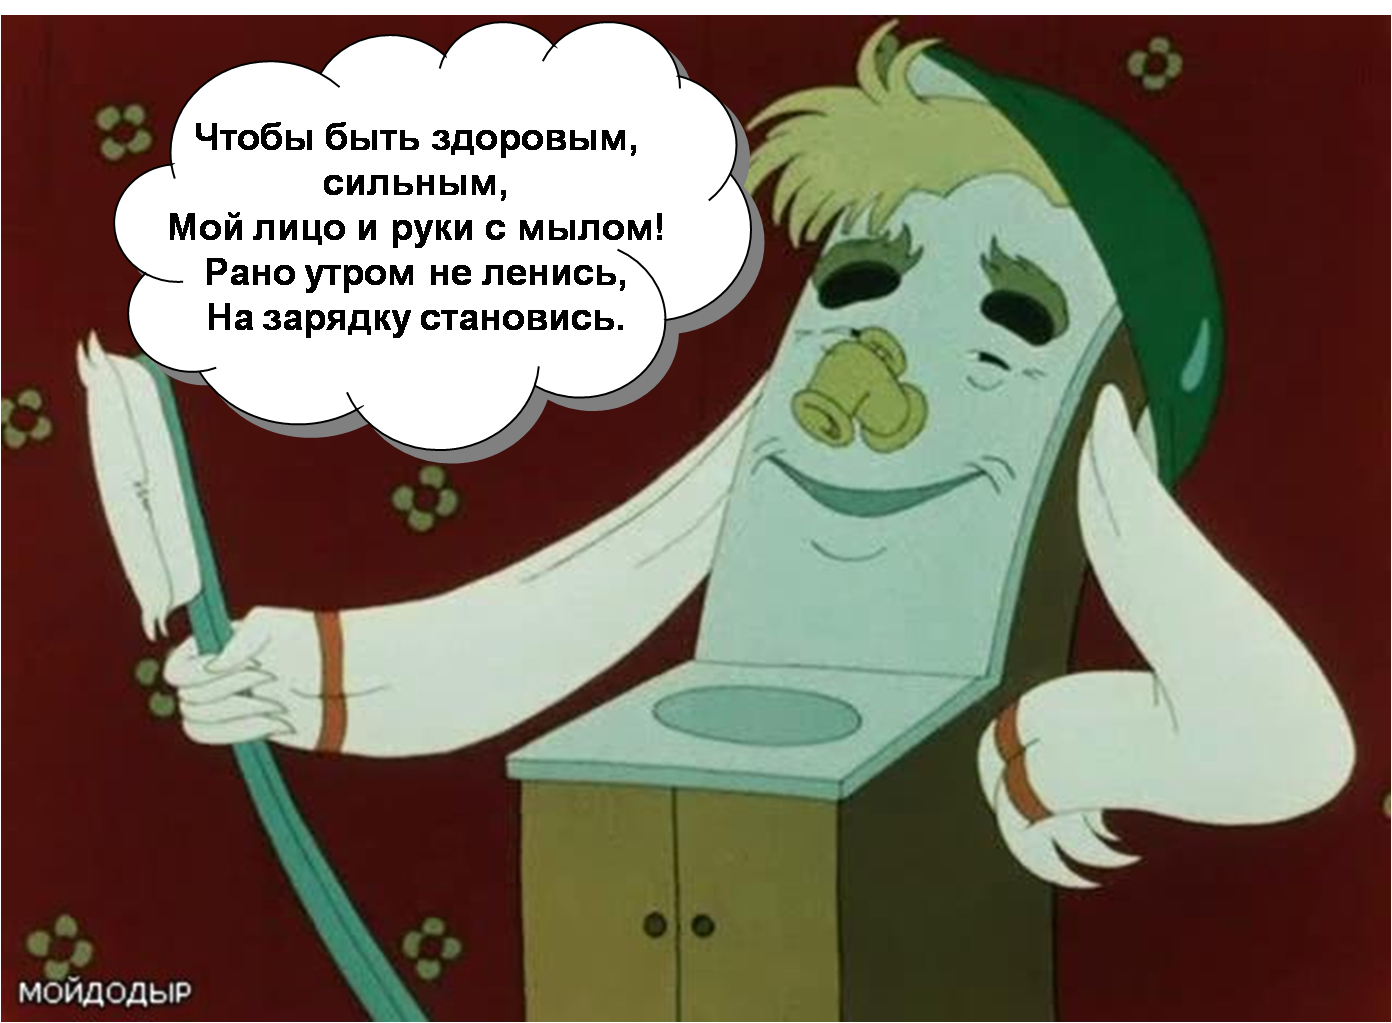 Чтобы быть здоровым,
сильным,
Мой лицо и руки с мылом!
Рано утром не ленись,
На зарядку становись.
МОЙДОДЫР